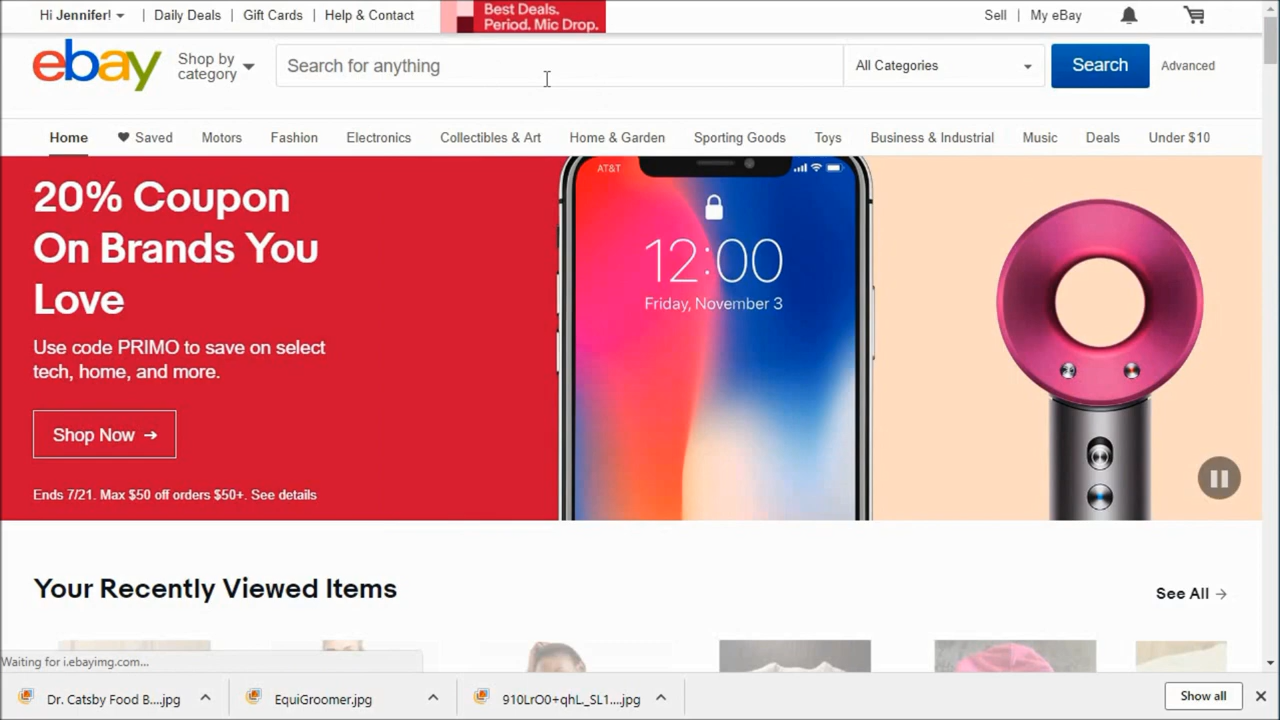 Hi Jennifer! Daily Deals Gift Cards Help & Contact
Best Deals.
Period. Mic Drop.
Sell My eBay
ebay
Shop by
category
Search for anything
All Categories
Search
Advanced
Home Saved Motors Fashion Electronics Collectibles & Art Home & Garden Sporting Goods Toys Business & Industrial Music Deals Under $10
20% Coupon
On Brands You
Love
Use code PRIMO to save on select
tech, home, and more.
Shop Now
Ends 7/21. Max $50 off orders $50+. See details
AT&T
12:00
Friday, November 3
Your Recently Viewed Items
See All
Waiting for i.ebayimg.com...
Dr. Catsby Food B....jpg
EquiGroomer.jpg
910LrO0+qhL._SL1....jpg
Show all